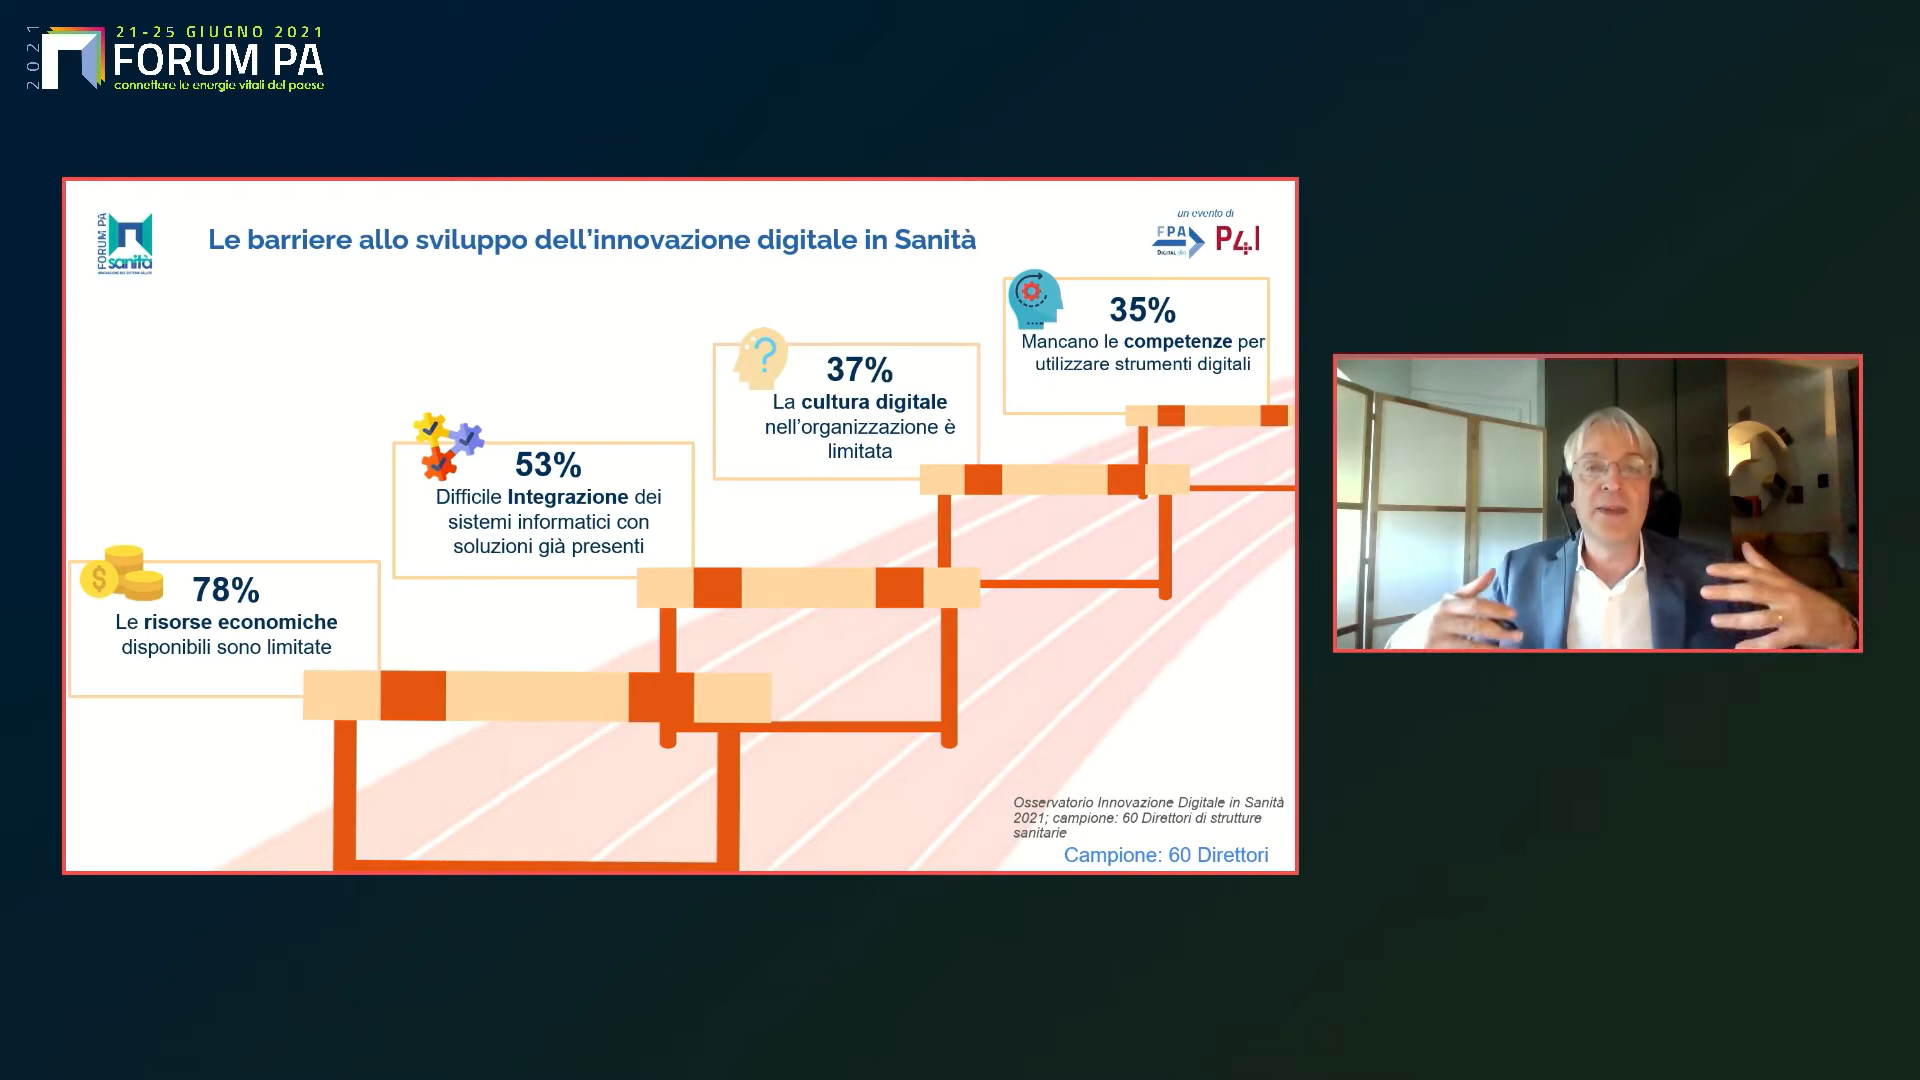 2021
21-25 GIUGNO 2021
FORUM PA
connettere le energie vitali del paese
FORUM PA
sanità
Le barriere allo sviluppo dell'innovazione digitale in Sanità
un evento di
FPA
DIGITAL360
P4I
35%
Mancano le competenze per
utilizzare strumenti digitali
37%
La cultura digitale
nell'organizzazione è
limitata
53%
Difficile Integrazione dei
sistemi informatici con
soluzioni già presenti
78%
Le risorse economiche
disponibili sono limitate
Osservatorio Innovazione Digitale in Sanità
2021; campione: 60 Direttori di strutture
sanitarie
Campione: 60 Direttori